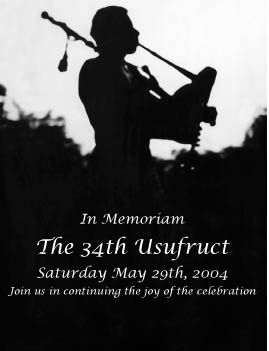 In Memoriam
The 34th Usufruct
Saturday May 29th, 2004
Join us in continuing the joy of the celebration